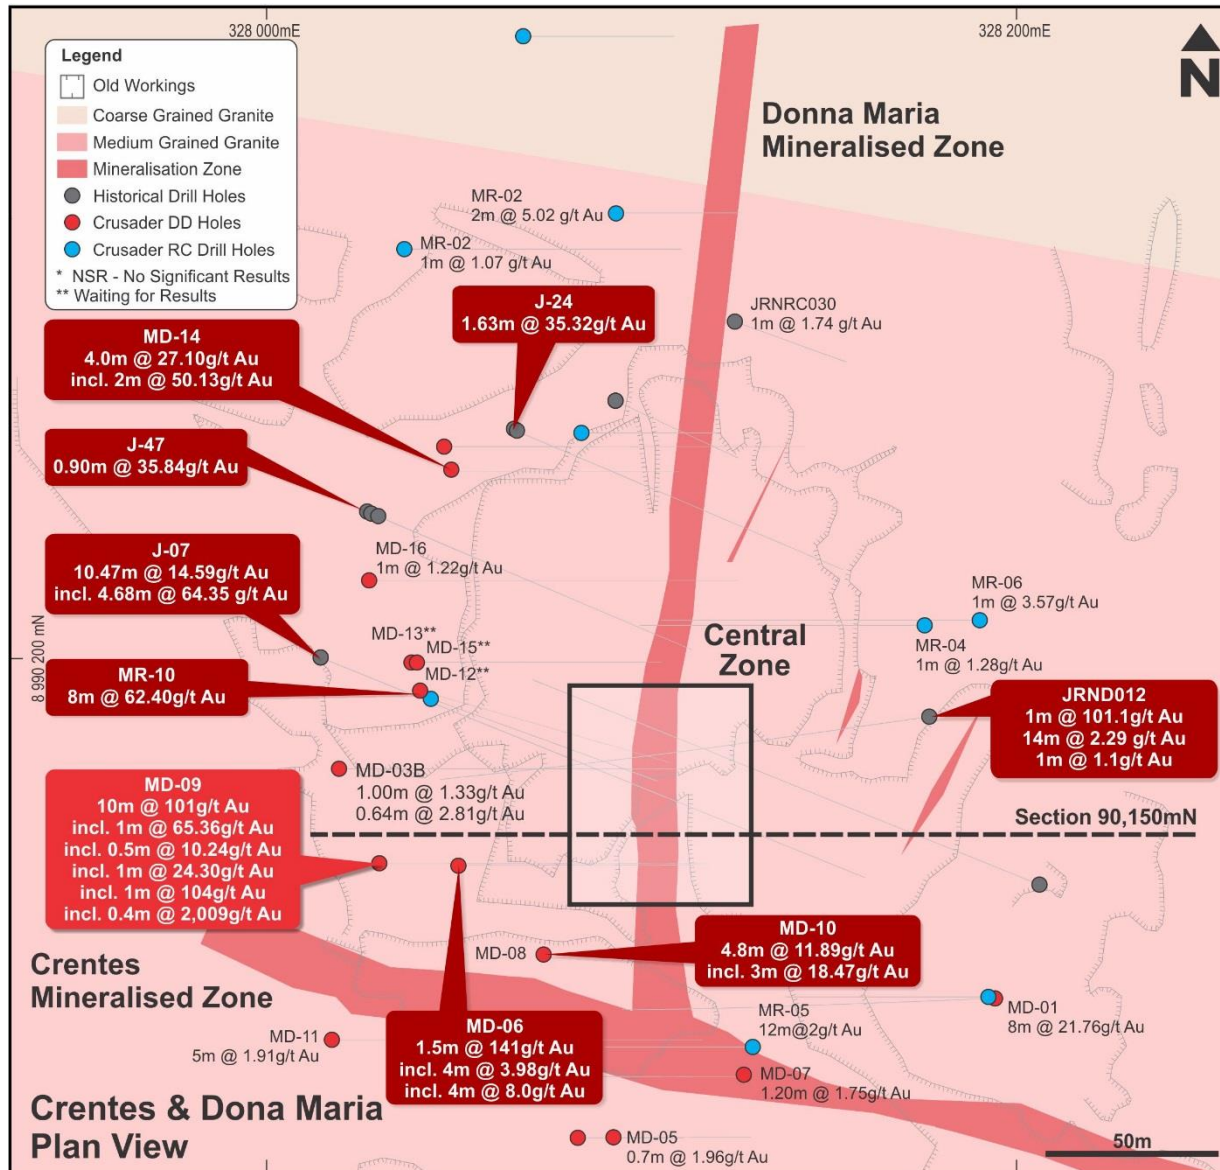 328 000mE
328 200mE
N
Legend
Old Workings
Coarse Grained Granite
Medium Grained Granite
Mineralisation Zone
Historical Drill Holes
Crusader DD Holes
Crusader RC Drill Holes
* NSR - No Significant Results
** Waiting for Results
Donna Maria
Mineralised Zone
MR-02
2m @ 5.02 g/t Au
MR-02
1m @ 1.07 g/t Au
J-24
1.63m @ 35.32g/t Au
JRNRC030
1m @ 1.74 g/t Au
MD-14
4.0m @ 27.10g/t Au
incl. 2m @ 50.13g/t Au
J-47
0.90m @ 35.84g/t Au
J-07
10.47m @ 14.59g/t Au
incl. 4.68m @ 64.35 g/t Au
MD-16
1m @ 1.22g/t Au
MR-06
1m @ 3.57g/t Au
MR-04
1m @ 1.28g/t Au
8 990 200 mN
MD-13**
MD-15**
MD-12**
Central
Zone
MR-10
8m @ 62.40g/t Au
JRND012
1m @ 101.1g/t Au
14m @ 2.29 g/t Au
1m @ 1.1g/t Au
MD-03B
1.00m @ 1.33g/t Au
0.64m @ 2.81g/t Au
MD-09
10m @ 101g/t Au
incl. 1m @ 65.36g/t Au
incl. 0.5m @ 10.24g/t Au
incl. 1m @ 24.30g/t Au
incl. 1m @ 104g/t Au
incl. 0.4m @ 2,009g/t Au
Section 90,150mN
MD-10
4.8m @ 11.89g/t Au
incl. 3m @ 18.47g/t Au
MD-08
Crentes
Mineralised Zone
MD-11
5m @ 1.91g/t Au
MD-06
1.5m @ 141g/t Au
incl. 4m @ 3.98g/t Au
incl. 4m @ 8.0g/t Au
MR-05
12m@2g/t Au
MD-01
8m @ 21.76g/t Au
MD-07
1.20m @ 1.75g/t Au
MD-05
0.7m @ 1.96g/t Au
Crentes & Dona Maria
Plan View
50m